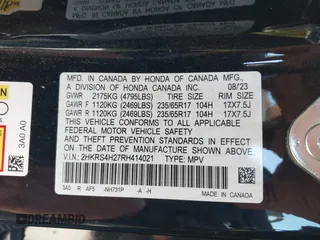 MFD. IN CANADA BY HONDA OF CANADA MFG.,
A DIVISION OF HONDA CANADA INC. 08/23
GVWR 2175KG (4795LBS) TIRE SIZE RIM SIZE
GAWR F 1120KG (2469LBS) 235/65R17 104H 17X7.5J
GAWR R 1120KG (2469LBS) 235/65R17 104H 17X7.5J
THIS VEHICLE CONFORMS TO ALL APPLICABLE
FEDERAL MOTOR VEHICLE SAFETY AND THEFT
PREVENTION STANDARDS IN EFFECT ON THE DATE
OF MANUFACTURE SHOWN ABOVE.
V.I.N: 2HKRS4H27RH414021 TYPE: MPV
3A0 R AF5 -NH731P -A -H
MADE IN CANADA
3A0 A0
DREAMBID